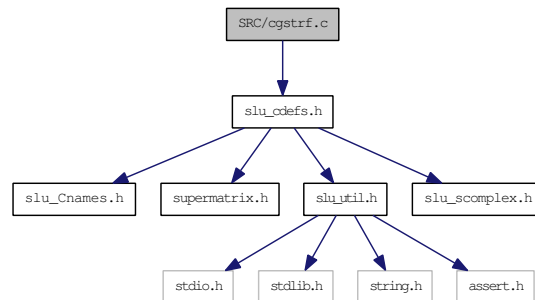 SRC/cgstrf.c
slu_cdefs.h
slu_Cnames.h
supermatrix.h
slu_util.h
slu_scomplex.h
stdio.h
stdlib.h
string.h
assert.h